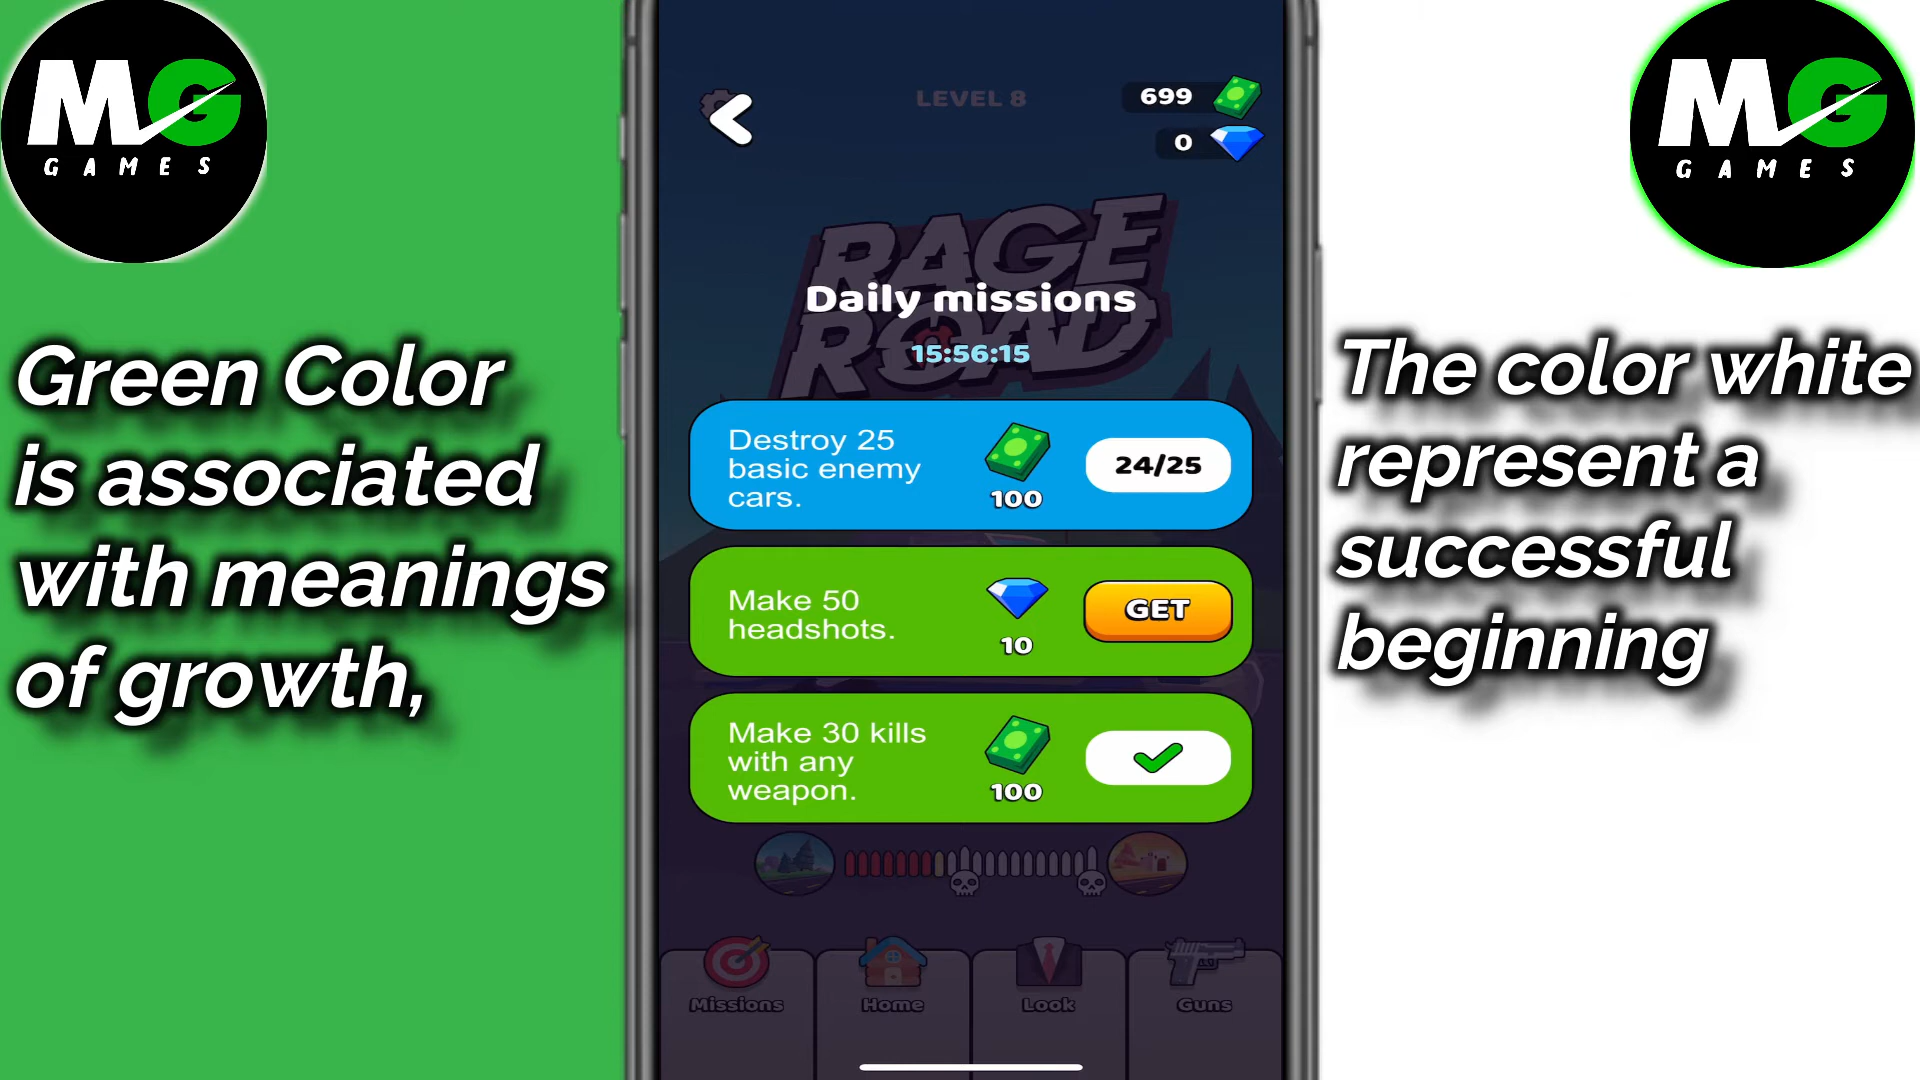 MG
GAMES
MG
GAMES
Green Color
is associated
with meanings
of growth,
LEVEL 8
699
0
RAGE
ROAD
Daily missions
15:56:15
Destroy 25
basic enemy
cars.
100
24/25
Make 50
headshots.
10
GET
Make 30 kills
with any
weapon.
100
Missions
Home
Look
Guns
The color white
represent a
successful
beginning